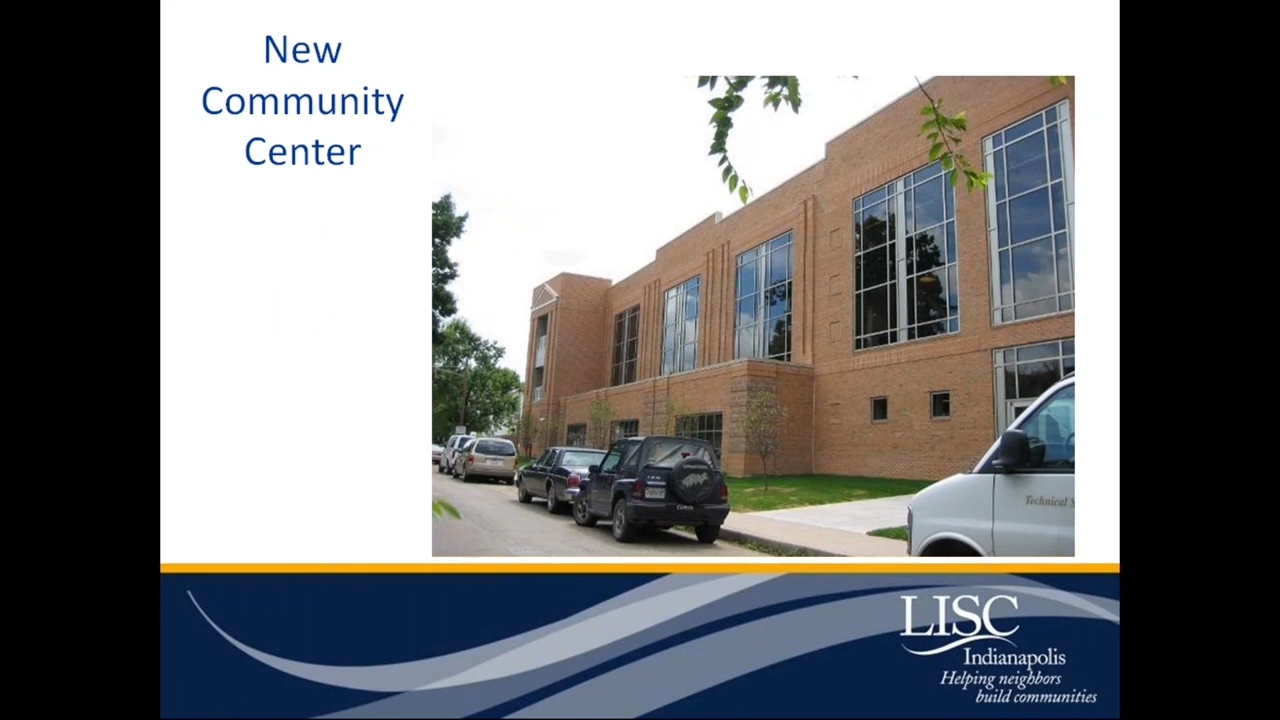 New
Community
Center
Technical
LISC
Indianapolis
Helping neighbors
build communities